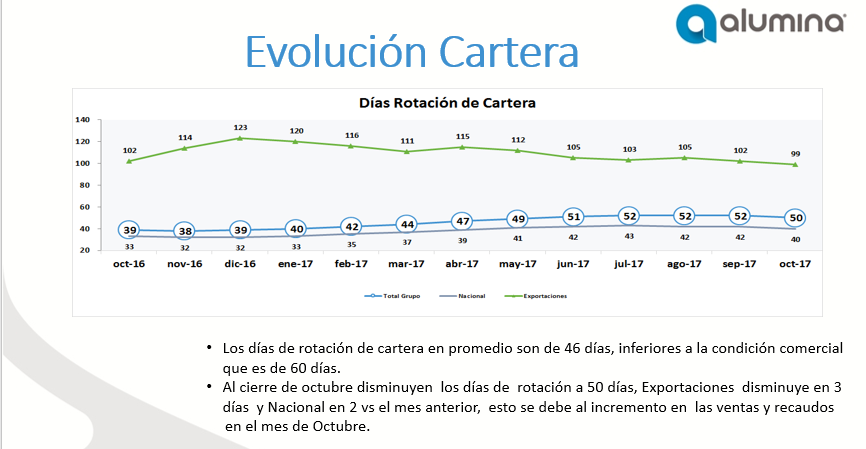 alumina
Evolución Cartera
Días Rotación de Cartera
140
120
100
80
60
40
20
102 114 123 120 116 111 115 112 105 103 105 102 99
39 38 39 40 42 44 47 49 51 52 52 52 50
33 32 33 35 37 39 41 42 43 42 42 40
oct-16 nov-16 dic-16 ene-17 feb-17 mar-17 abr-17 may-17 jun-17 jul-17 ago-17 sep-17 oct-17
Total Grupo Nacional Exportaciones
• Los días de rotación de cartera en promedio son de 46 días, inferiores a la condición comercial
que es de 60 días.
• Al cierre de octubre disminuyen los días de rotación a 50 días, Exportaciones disminuye en 3
días y Nacional en 2 vs el mes anterior, esto se debe al incremento en las ventas y recaudos
en el mes de Octubre.